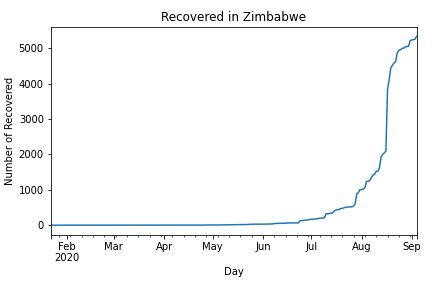 Recovered in Zimbabwe
5000
4000
3000
2000
1000
0
Number of Recovered
Feb Mar Apr May Jun Jul Aug Sep
2020
Day